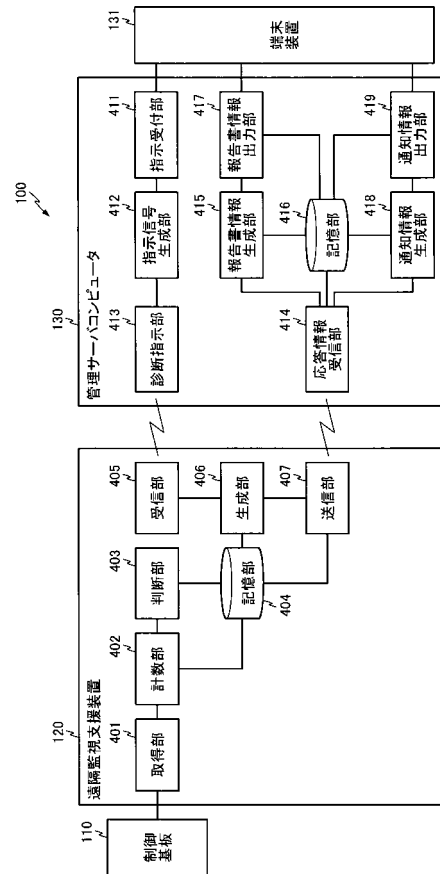 100
110
制御
基板
120
遠隔監視支援装置
401
取得部
402
計数部
403
判断部
404
記憶部
405
受信部
406
生成部
407
送信部
130
管理サーバコンピュータ
413
診断指示部
412
指示信号
生成部
411
指示受付部
414
応答情報
受信部
415
報告書情報
生成部
416
記憶部
417
報告書情報
出力部
418
通知情報
生成部
419
通知情報
出力部
131
端末
装置